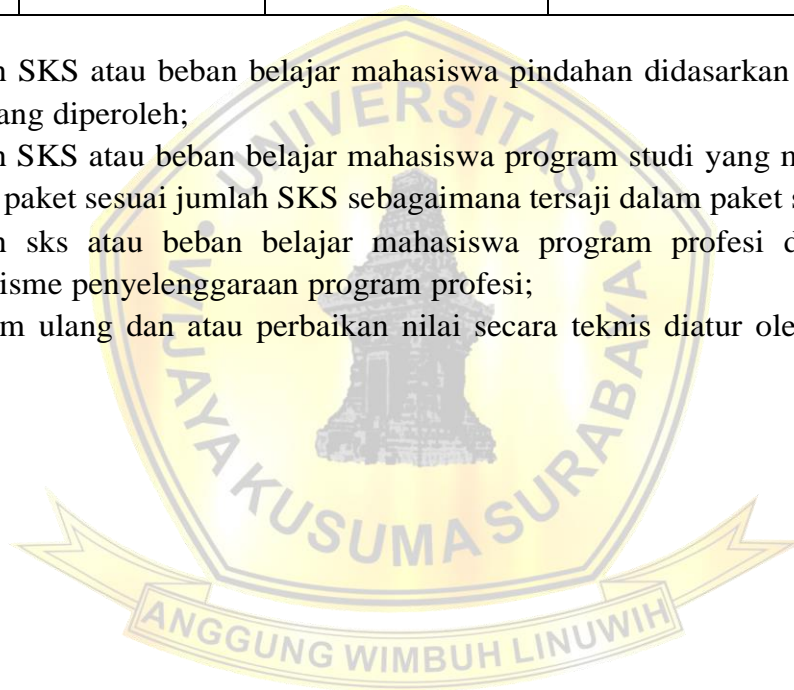 n SKS atau beban belajar mahasiswa pindahan didasarkan
ang diperoleh;
n SKS atau beban belajar mahasiswa program studi yang m
paket sesuai jumlah SKS sebagaimana tersaji dalam paket s
n sks atau beban belajar mahasiswa program profesi d
isme penyelenggaraan program profesi;
m ulang dan atau perbaikan nilai secara teknis diatur ole
UNIVERSITAS
WIJAYA KUSUMA SURABAYA
ANGGUNG WIMBUH LINUWIH